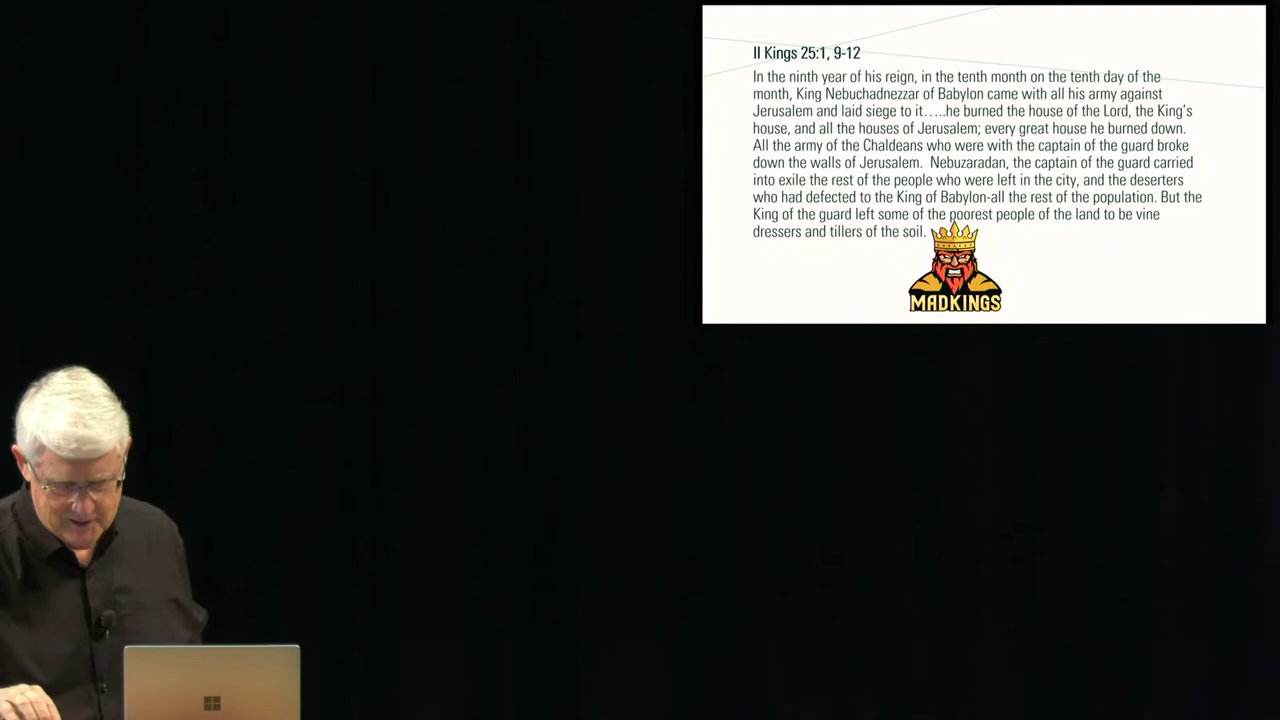 II Kings 25:1, 9-12
In the ninth year of his reign, in the tenth month on the tenth day of the
month, King Nebuchadnezzar of Babylon came with all his army against
Jerusalem and laid siege to it…..he burned the house of the Lord, the King's
house, and all the houses of Jerusalem; every great house he burned down.
All the army of the Chaldeans who were with the captain of the guard broke
down the walls of Jerusalem.  Nebuzaradan, the captain of the guard carried
into exile the rest of the people who were left in the city, and the deserters
who had defected to the King of Babylon-all the rest of the population. But the
King of the guard left some of the poorest people of the land to be vine
dressers and tillers of the soil.
MADKINGS